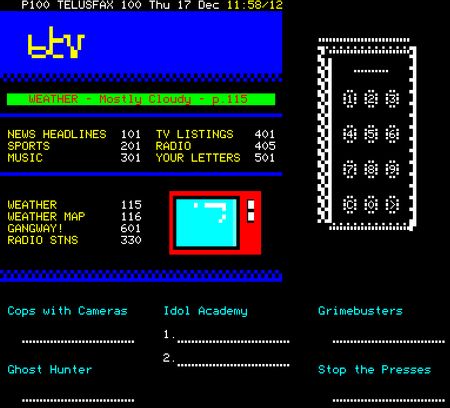 P100 TELUSFAX 100 Thu 17 Dec 11:58/12
btv
WEATHER - Mostly Cloudy - p.115
NEWS HEADLINES 101 TV LISTINGS 401
SPORTS 201 RADIO 405
MUSIC 301 YOUR LETTERS 501
WEATHER 115
WEATHER MAP 116
GANGWAY! 601
RADIO STNS 330
1 2 3
4 5 6
7 8 9
C 0 >
Cops with Cameras Idol Academy Grimebusters
1.
2.
Ghost Hunter Stop the Presses